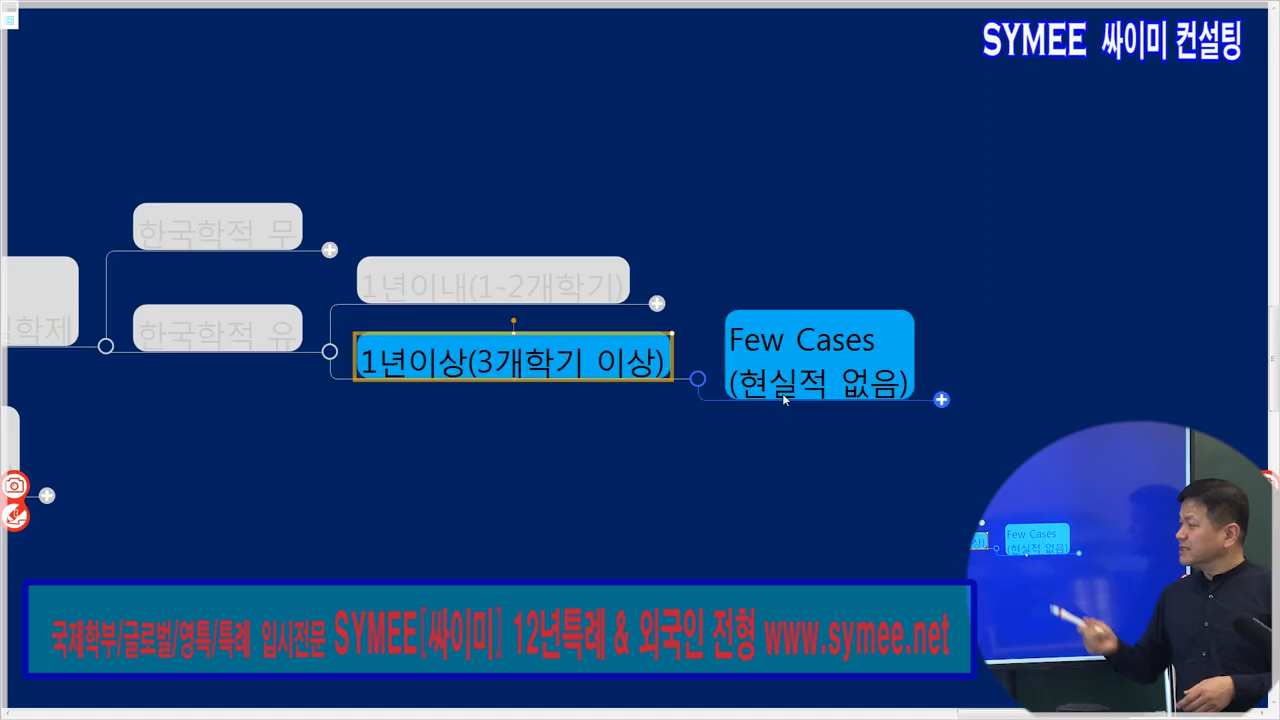 SYMEE 싸이미 컨설팅
한국학적 무
1년이내(1-2개학기)
학제
한국학적 유
1년이상(3개학기 이상)
Few Cases
(현실적 없음)
Few Cases
(현실적 없음)
국제학부/글로벌/영특/특례 입시전문 SYMEE[싸이미] 12년특례 & 외국인 전형 www.symee.net